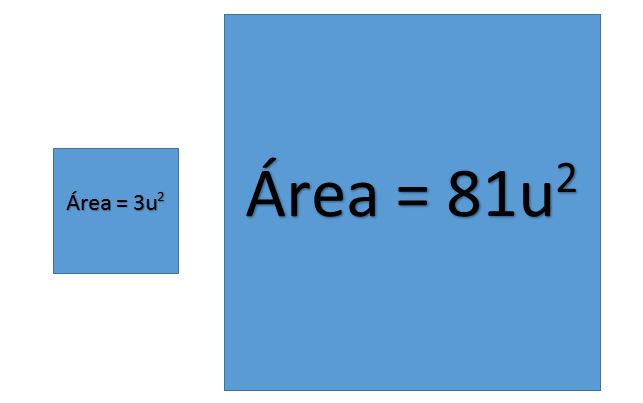 Área = 3u²
Área = 81u²